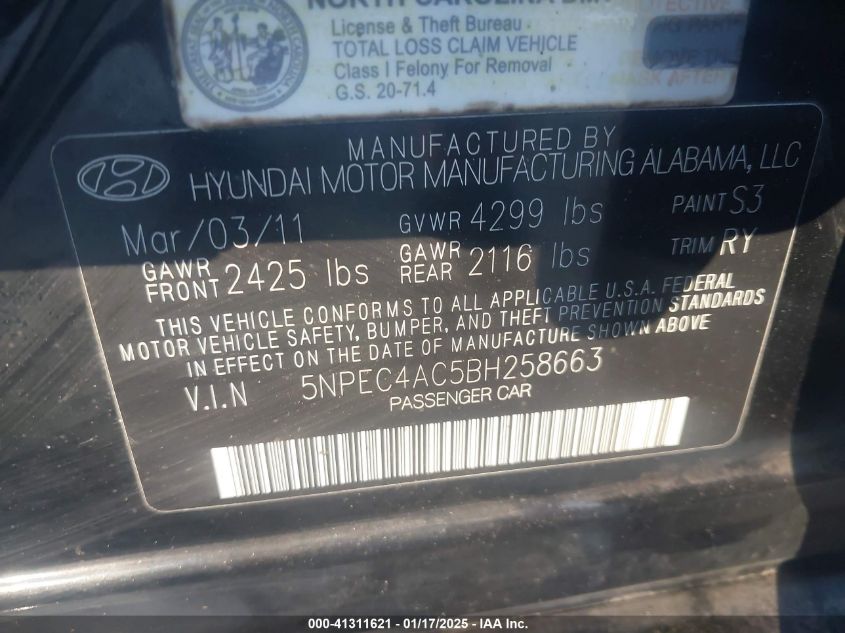 NORTH CAROLINA DMV
License & Theft Bureau
TOTAL LOSS CLAIM VEHICLE
Class I Felony For Removal
G.S. 20-71.4
MANUFACTURED BY
HYUNDAI MOTOR MANUFACTURING ALABAMA, LLC
Mar/03/11 GVWR 4299 lbs PAINT S3
GAWR FRONT 2425 lbs GAWR REAR 2116 lbs TRIM RY
THIS VEHICLE CONFORMS TO ALL APPLICABLE U.S.A. FEDERAL
MOTOR VEHICLE SAFETY, BUMPER, AND THEFT PREVENTION STANDARDS
IN EFFECT ON THE DATE OF MANUFACTURE SHOWN ABOVE
V.I.N 5NPEC4AC5BH258663
PASSENGER CAR
000-41311621 - 01/17/2025 - IAA Inc.